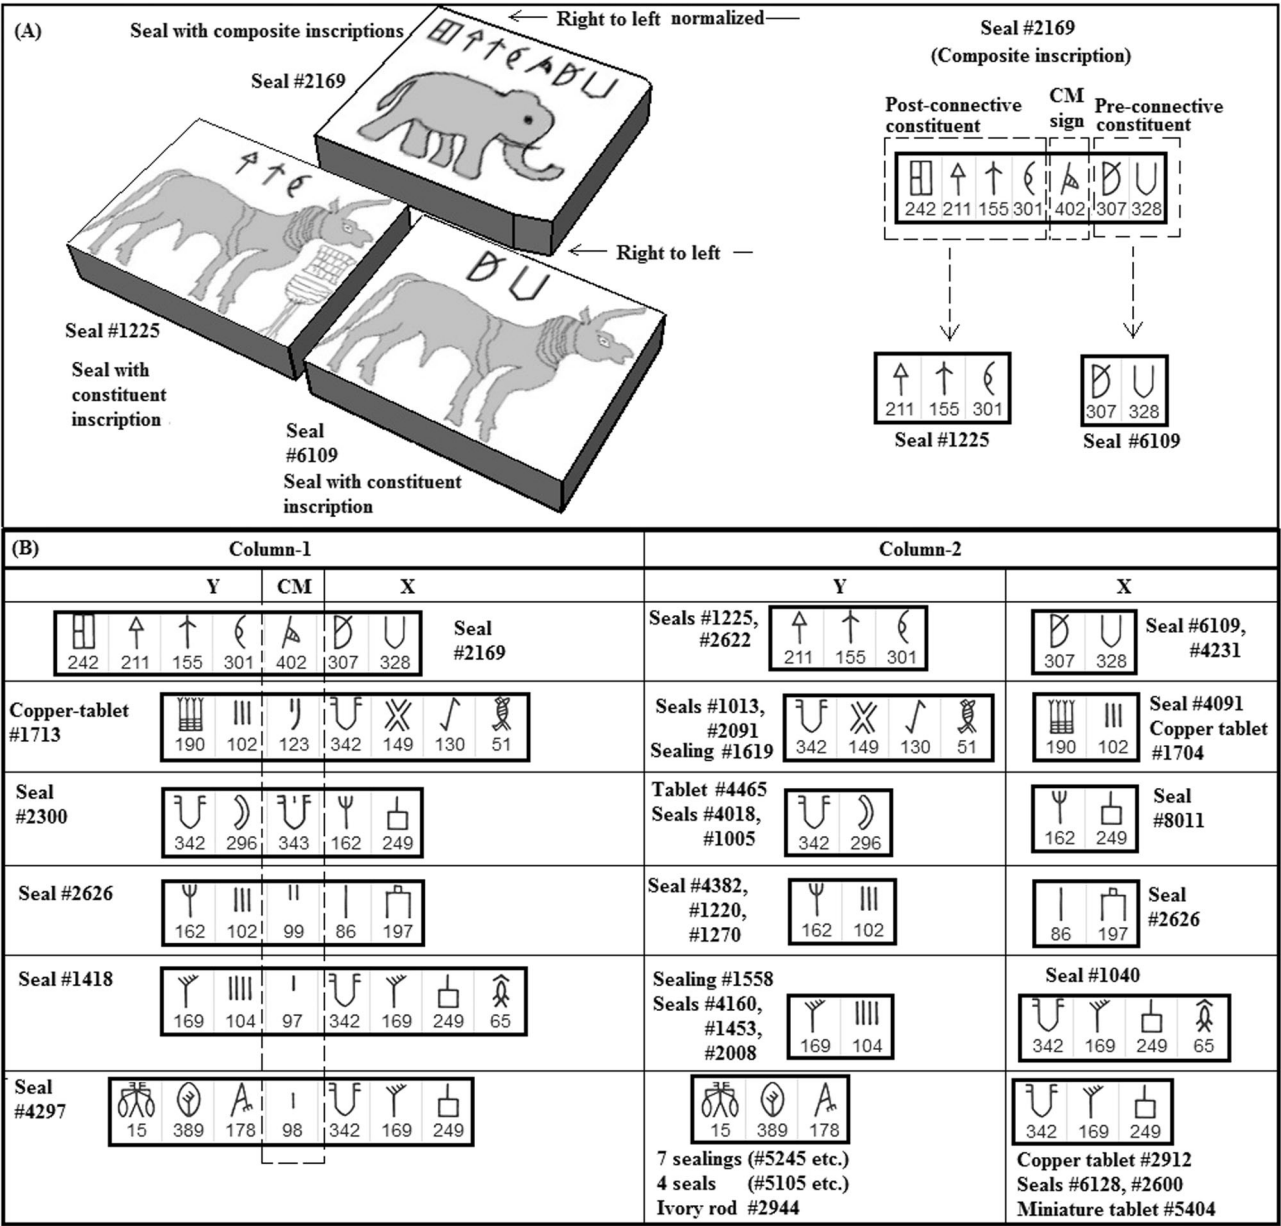 (A)
Seal with composite inscriptions
Seal #2169
← Right to left normalized
← Right to left
Seal #1225
Seal with
constituent
inscription
Seal
#6109
Seal with constituent
inscription
Seal #2169
(Composite inscription)
Post-connective
constituent
CM
sign
Pre-connective
constituent
242 211 155 301 402 307 328
211 155 301
Seal #1225
307 328
Seal #6109
(B)
Column-1
Column-2
Y CM X
Y X
242 211 155 301 402 307 328
Seal
#2169
Seals #1225,
#2622
211 155 301
307 328
Seal #6109,
#4231
Copper-tablet
#1713
190 102 123 342 149 130 51
Seals #1013,
#2091
Sealing #1619
342 149 130 51
190 102
Seal #4091
Copper tablet
#1704
Seal
#2300
342 296 343 162 249
Tablet #4465
Seals #4018,
#1005
342 296
162 249
Seal
#8011
Seal #2626
162 102 99 86 197
Seal #4382,
#1220,
#1270
162 102
86 197
Seal
#2626
Seal #1418
169 104 97 342 169 249 65
Sealing #1558
Seals #4160,
#1453,
#2008
169 104
Seal #1040
342 169 249 65
Seal
#4297
15 389 178 98 342 169 249
15 389 178
7 sealings (#5245 etc.)
4 seals (#5105 etc.)
Ivory rod #2944
342 169 249
Copper tablet #2912
Seals #6128, #2600
Miniature tablet #5404